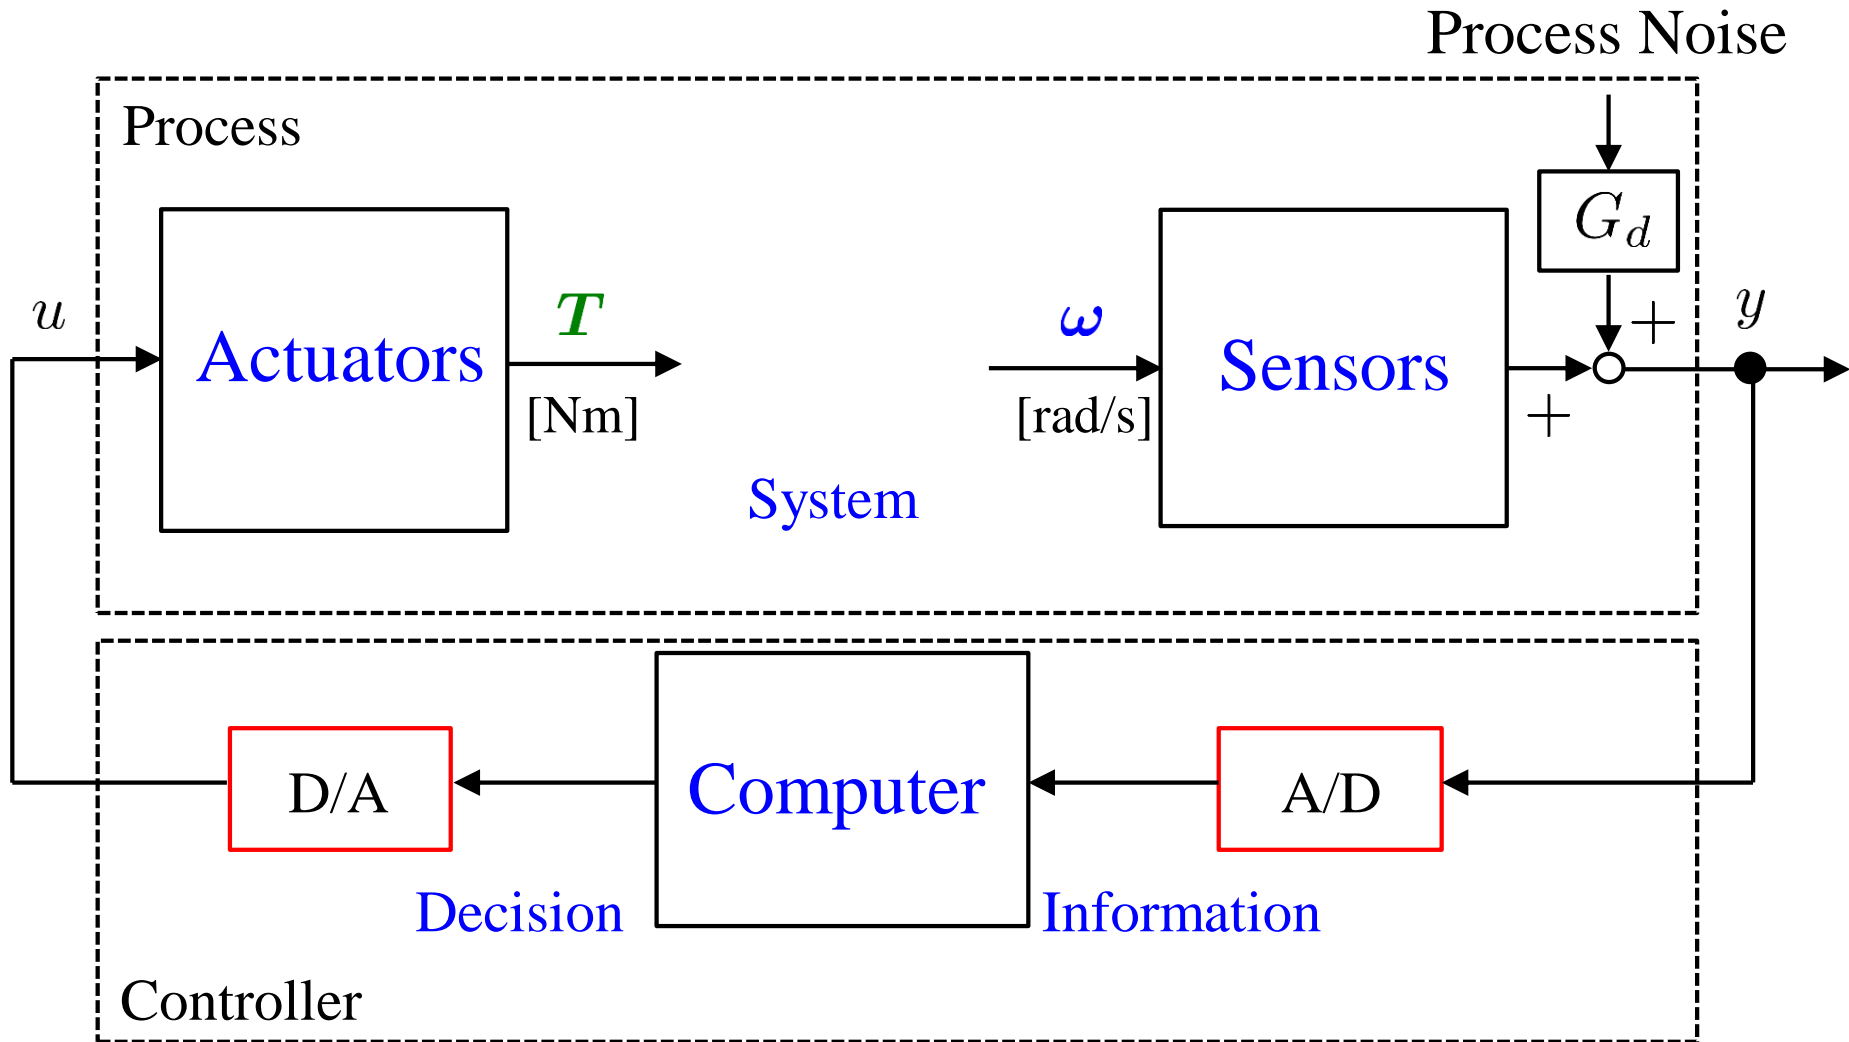 Process Noise
Process
G_d
u
T
ω
+
y
Actuators
Sensors
[Nm]
[rad/s]
+
System
D/A
Computer
A/D
Decision
Information
Controller